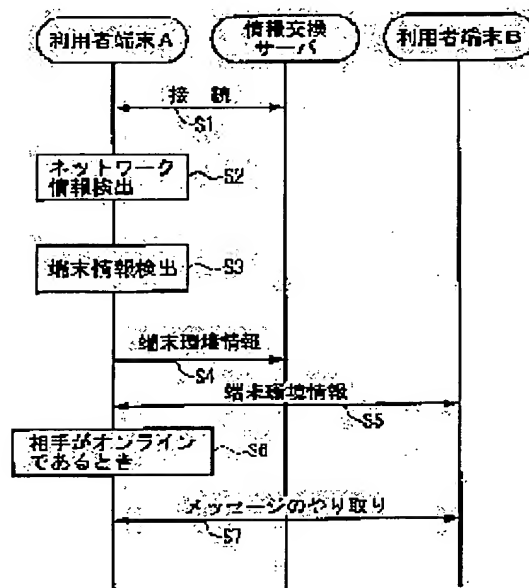 利用者端末A
情報交換
サーバ
利用者端末B
接続
S1
ネットワーク
情報検出
S2
端末情報検出
S3
端末環境情報
S4
端末環境情報
S5
相手がオンライン
であるとき
S6
メッセージのやり取り
S7